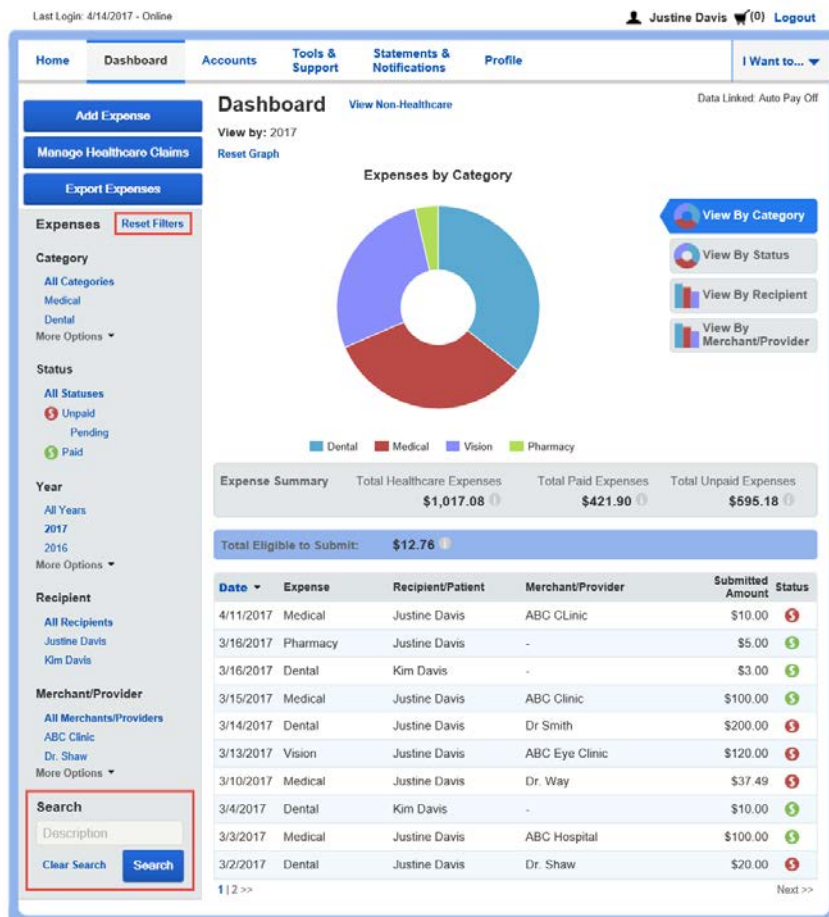 Last Login: 4/14/2017 - Online
Justine Davis (0) Logout
Home Dashboard Accounts Tools & Support Statements & Notifications Profile I Want to...
Add Expense
Manage Healthcare Claims
Export Expenses
Expenses Reset Filters
Category
All Categories
Medical
Dental
More Options
Status
All Statuses
Unpaid
Pending
Paid
Year
All Years
2017
2016
More Options
Recipient
All Recipients
Justine Davis
Kim Davis
Merchant/Provider
All Merchants/Providers
ABC Clinic
Dr. Shaw
More Options
Search
Description
Clear Search Search
Dashboard View Non-Healthcare Data Linked: Auto Pay Off
View by: 2017
Reset Graph
Expenses by Category
View By Category
View By Status
View By Recipient
View By
Merchant/Provider
Dental Medical Vision Pharmacy
Expense Summary Total Healthcare Expenses Total Paid Expenses Total Unpaid Expenses
$1,017.08 $421.90 $595.18
Total Eligible to Submit: $12.76
Date Expense Recipient/Patient Merchant/Provider Submitted Amount Status
4/11/2017 Medical Justine Davis ABC CLinic $10.00
3/16/2017 Pharmacy Justine Davis - $5.00
3/16/2017 Dental Kim Davis - $3.00
3/15/2017 Medical Justine Davis ABC Clinic $100.00
3/14/2017 Dental Justine Davis Dr Smith $200.00
3/13/2017 Vision Justine Davis ABC Eye Clinic $120.00
3/10/2017 Medical Justine Davis Dr. Way $37.49
3/4/2017 Dental Kim Davis - $10.00
3/3/2017 Medical Justine Davis ABC Hospital $100.00
3/2/2017 Dental Justine Davis Dr. Shaw $20.00
1 | 2 >> Next >>